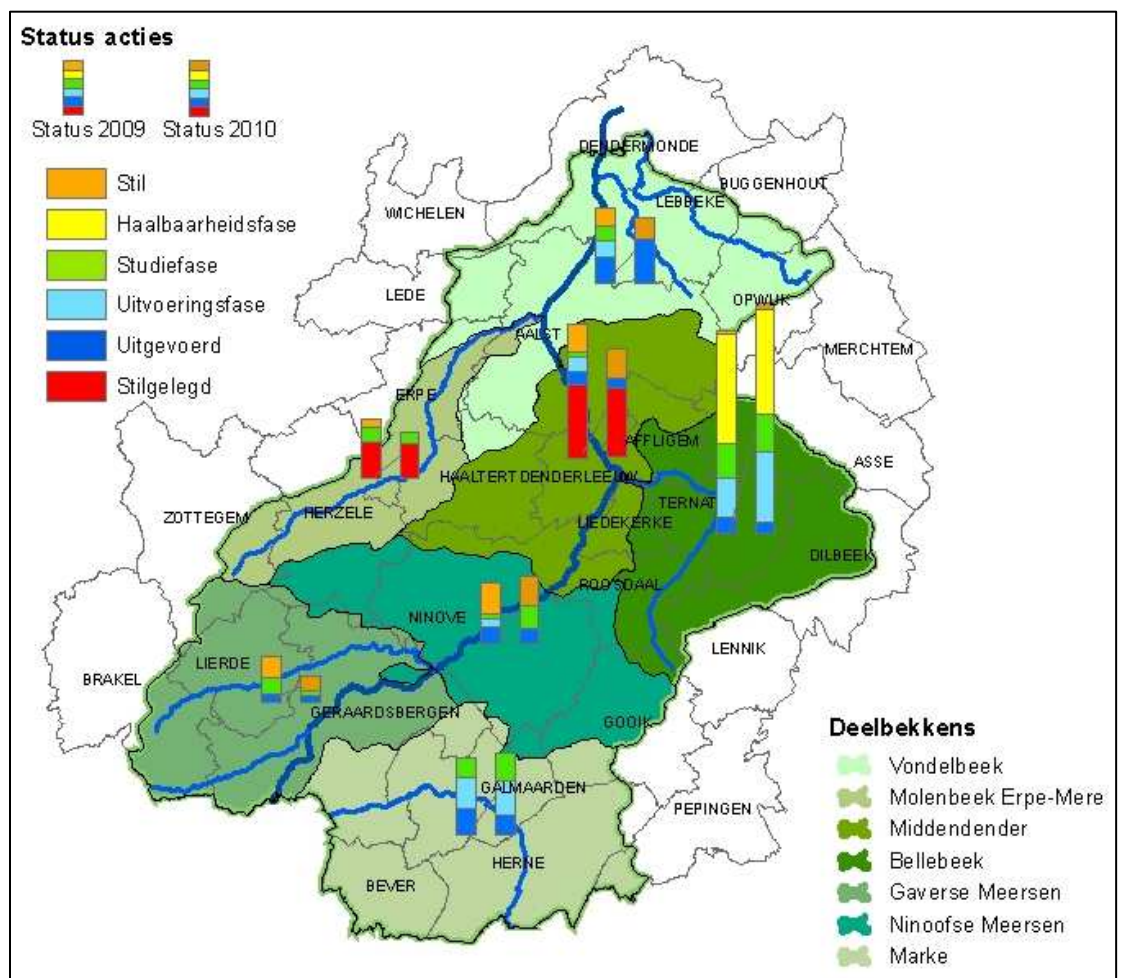 Status acties
Status 2009 Status 2010
Stil
Haalbaarheidsfase
Studiefase
Uitvoeringsfase
Uitgevoerd
Stilgelegd
DENDERMONDE
BUGGENHOUT
LEBBEKE
WICHELEN
LEDE
OPWIJK
AALST
MERCHTEM
ERPE
AFFLIGEM
ASSE
HAALTERT DENDERLEEUW
TERNAT
ZOTTEGEM
HERZELE
LIEDEKERKE
DILBEEK
ROOSDAAL
NINOVE
LENNIK
LIERDE
BRAKEL
GERAARDSBERGEN
GOOIK
GALMAARDEN
PEPINGEN
HERNE
BEVER
Deelbekkens
Vondelbeek
Molenbeek Erpe-Mere
Middendender
Bellebeek
Gaverse Meersen
Ninoofse Meersen
Marke